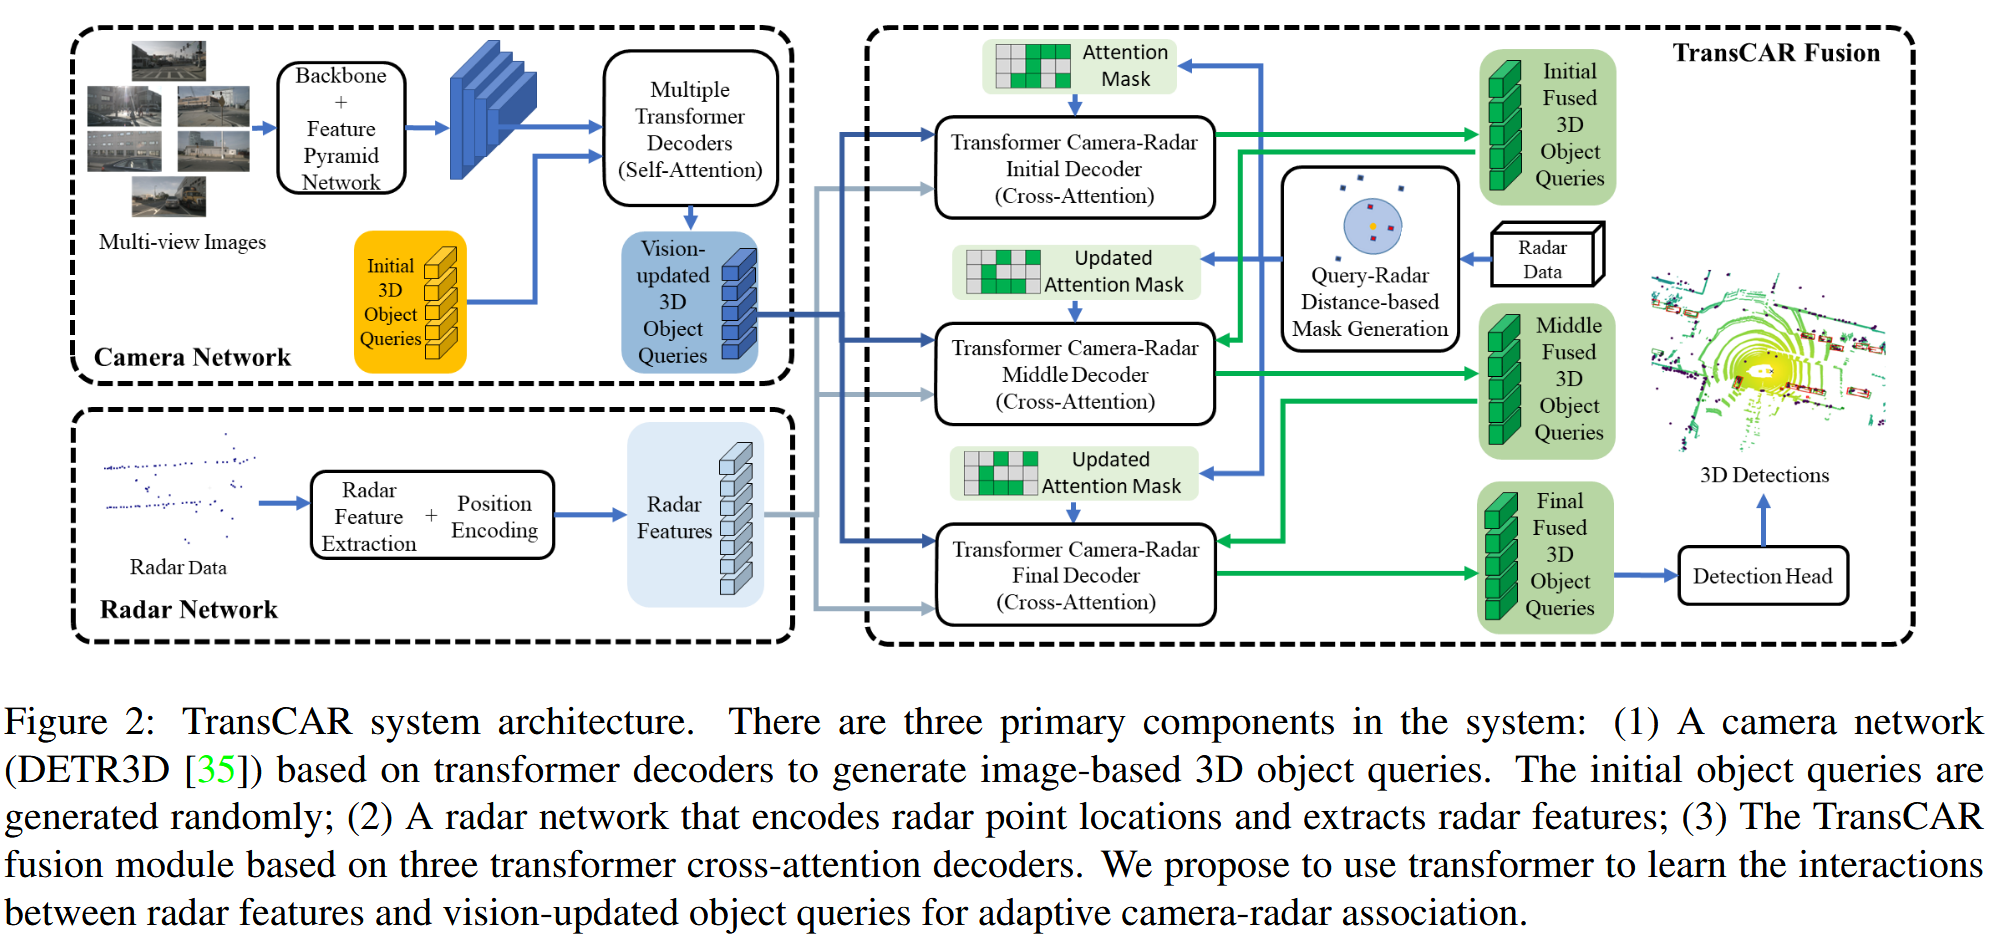 Multi-view Images
Backbone
+
Feature
Pyramid
Network
Multiple
Transformer
Decoders
(Self-Attention)
Initial
3D
Object
Queries
Vision-
updated
3D
Object
Queries
Camera Network
Radar Data
Radar
Feature
Extraction
+
Position
Encoding
Radar
Features
Radar Network
TransCAR Fusion
Attention
Mask
Transformer Camera-Radar
Initial Decoder
(Cross-Attention)
Initial
Fused
3D
Object
Queries
Updated
Attention Mask
Query-Radar
Distance-based
Mask Generation
Radar
Data
Transformer Camera-Radar
Middle Decoder
(Cross-Attention)
Middle
Fused
3D
Object
Queries
Updated
Attention Mask
Transformer Camera-Radar
Final Decoder
(Cross-Attention)
Final
Fused
3D
Object
Queries
Detection Head
3D Detections
Figure 2: TransCAR system architecture. There are three primary components in the system: (1) A camera network
(DETR3D [35]) based on transformer decoders to generate image-based 3D object queries. The initial object queries are
generated randomly; (2) A radar network that encodes radar point locations and extracts radar features; (3) The TransCAR
fusion module based on three transformer cross-attention decoders. We propose to use transformer to learn the interactions
between radar features and vision-updated object queries for adaptive camera-radar association.